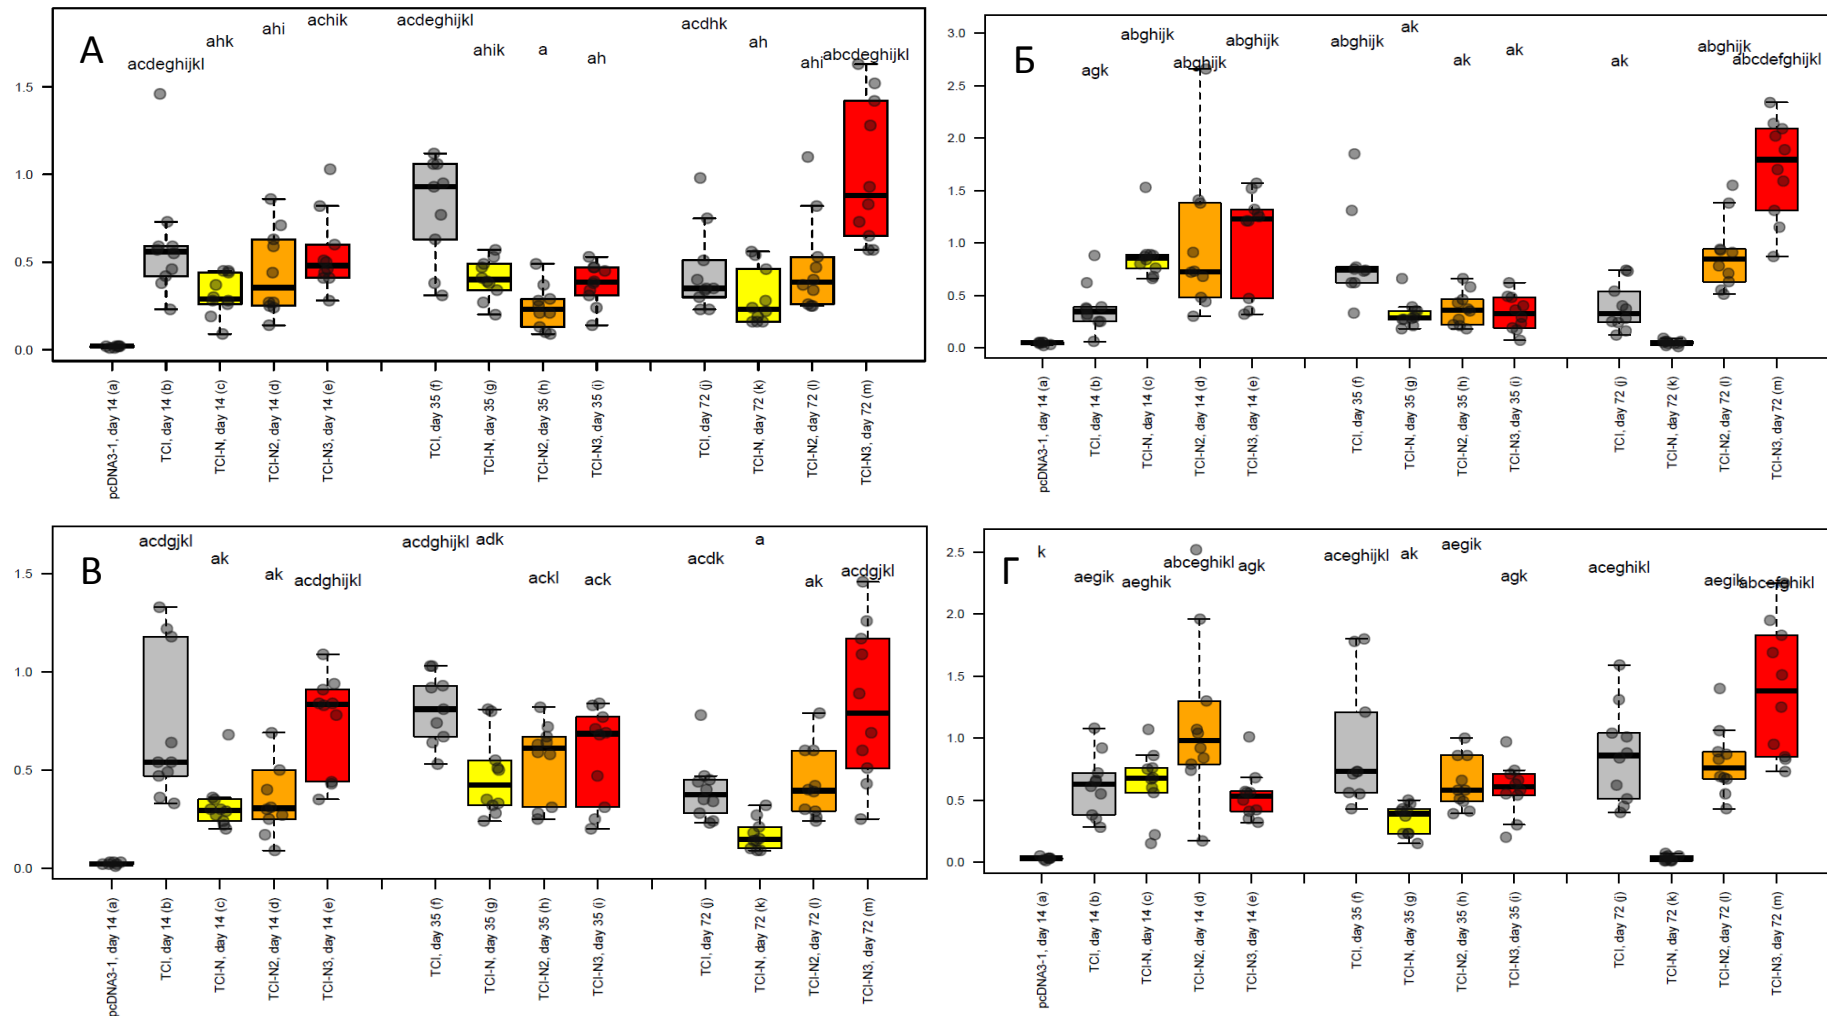 А
acdeghijkl
ahk
ahi
achik
acdeghijkl
ahik
a
ah
acdhk
ah
ahi
abcdeghijkl
1.5
1.0
0.5
0.0
pcDNA3-1, day 14 (a)
TCI, day 14 (b)
TCI-N, day 14 (c)
TCI-N2, day 14 (d)
TCI-N3, day 14 (e)
TCI, day 35 (f)
TCI-N, day 35 (g)
TCI-N2, day 35 (h)
TCI-N3, day 35 (i)
TCI, day 72 (j)
TCI-N, day 72 (k)
TCI-N2, day 72 (l)
TCI-N3, day 72 (m)
Б
agk
abghijk
abghijk
abghijk
abghijk
ak
ak
ak
ak
abghijk
abcdefghijkl
3.0
2.5
2.0
1.5
1.0
0.5
0.0
pcDNA3-1, day 14 (a)
TCI, day 14 (b)
TCI-N, day 14 (c)
TCI-N2, day 14 (d)
TCI-N3, day 14 (e)
TCI, day 35 (f)
TCI-N, day 35 (g)
TCI-N2, day 35 (h)
TCI-N3, day 35 (i)
TCI, day 72 (j)
TCI-N, day 72 (k)
TCI-N2, day 72 (l)
TCI-N3, day 72 (m)
В
acdgjkl
ak
ak
acdghijkl
acdghijkl
adk
ackl
ack
acdk
a
ak
acdgjkl
1.5
1.0
0.5
0.0
pcDNA3-1, day 14 (a)
TCI, day 14 (b)
TCI-N, day 14 (c)
TCI-N2, day 14 (d)
TCI-N3, day 14 (e)
TCI, day 35 (f)
TCI-N, day 35 (g)
TCI-N2, day 35 (h)
TCI-N3, day 35 (i)
TCI, day 72 (j)
TCI-N, day 72 (k)
TCI-N2, day 72 (l)
TCI-N3, day 72 (m)
Г
k
aegik
aeghik
abceghikl
agk
aceghijkl
ak
aegik
agk
aceghikl
aegik
abcefghikl
2.5
2.0
1.5
1.0
0.5
0.0
pcDNA3-1, day 14 (a)
TCI, day 14 (b)
TCI-N, day 14 (c)
TCI-N2, day 14 (d)
TCI-N3, day 14 (e)
TCI, day 35 (f)
TCI-N, day 35 (g)
TCI-N2, day 35 (h)
TCI-N3, day 35 (i)
TCI, day 72 (j)
TCI-N, day 72 (k)
TCI-N2, day 72 (l)
TCI-N3, day 72 (m)